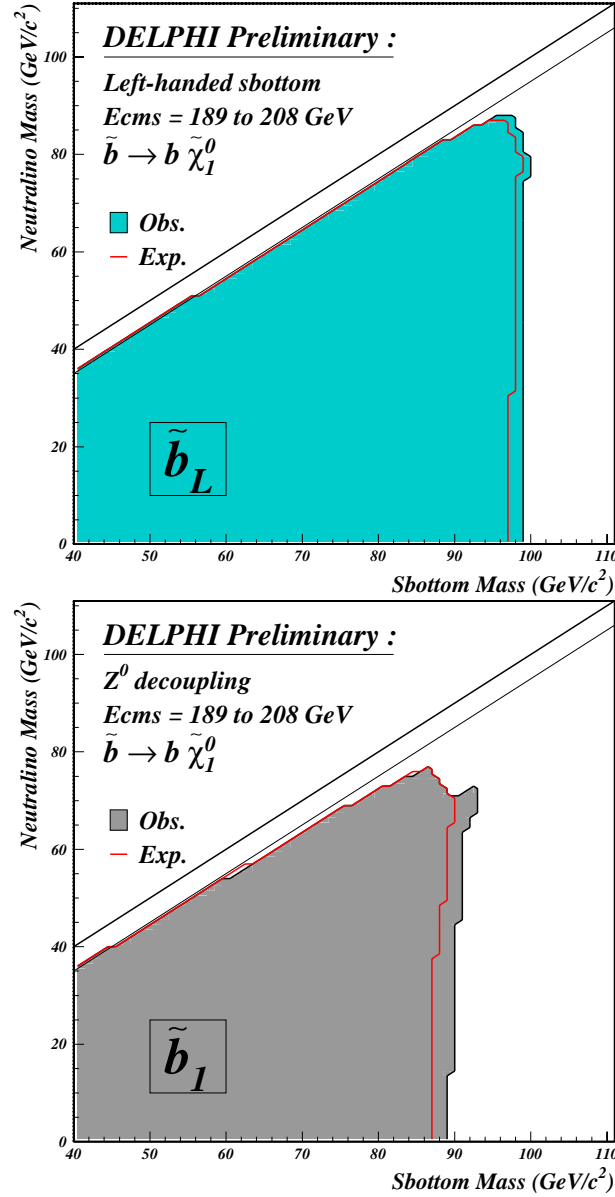 Neutralino Mass (GeV/c²)
DELPHI Preliminary :
Left-handed sbottom
Ecms = 189 to 208 GeV
b̃ → b χ̃₁⁰
Obs.
Exp.
b̃_L
100
80
60
40
20
0
40 50 60 70 80 90 100 110
Sbottom Mass (GeV/c²)
Neutralino Mass (GeV/c²)
DELPHI Preliminary :
Z⁰ decoupling
Ecms = 189 to 208 GeV
b̃ → b χ̃₁⁰
Obs.
Exp.
b̃₁
100
80
60
40
20
0
40 50 60 70 80 90 100 110
Sbottom Mass (GeV/c²)